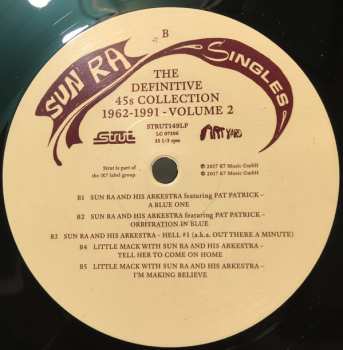 B
SUN RA SINGLES
THE
DEFINITIVE
45s COLLECTION
1962-1991 - VOLUME 2
STRUT149LP
LC 07306
33 1/3 rpm
strut
ART YARD
Strut is part of
the !K7 label group.
℗ 2017 K7 Music GmbH
© 2017 K7 Music GmbH
B1 SUN RA AND HIS ARKESTRA featuring PAT PATRICK -
A BLUE ONE
B2 SUN RA AND HIS ARKESTRA featuring PAT PATRICK -
ORBITRATION IN BLUE
B3 SUN RA AND HIS ARKESTRA - HELL #1 (a.k.a. OUT THERE A MINUTE)
B4 LITTLE MACK WITH SUN RA AND HIS ARKESTRA -
TELL HER TO COME ON HOME
B5 LITTLE MACK WITH SUN RA AND HIS ARKESTRA -
I'M MAKING BELIEVE